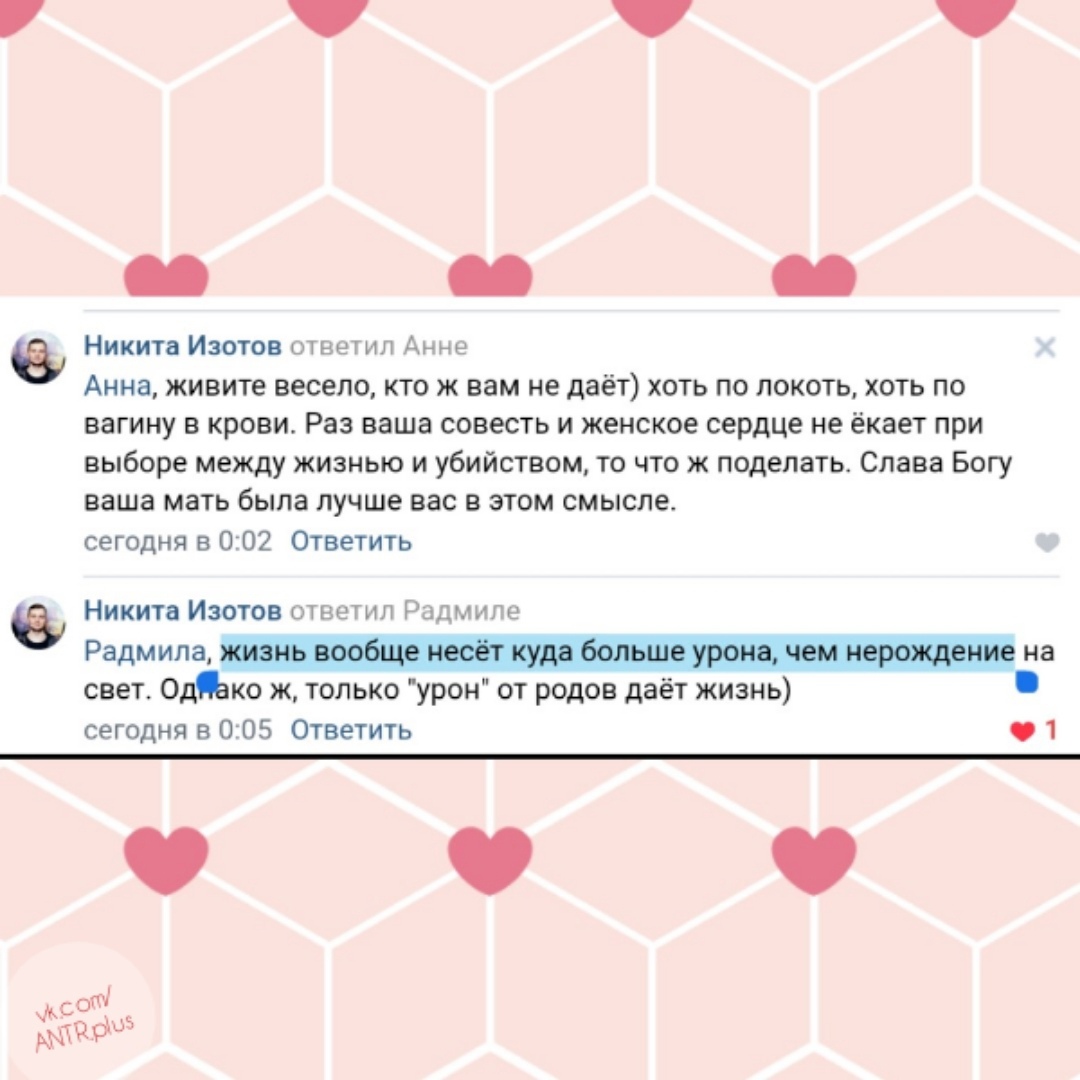 Никита Изотов ответил Анне
Анна, живите весело, кто ж вам не даёт) хоть по локоть, хоть по
вагину в крови. Раз ваша совесть и женское сердце не ёкает при
выборе между жизнью и убийством, то что ж поделать. Слава Богу
ваша мать была лучше вас в этом смысле.
сегодня в 0:02 Ответить
Никита Изотов ответил Радмиле
Радмила, жизнь вообще несёт куда больше урона, чем нерождение на
свет. Однако ж, только "урон" от родов даёт жизнь)
сегодня в 0:05 Ответить 1
vk.com/
ANTR.plus